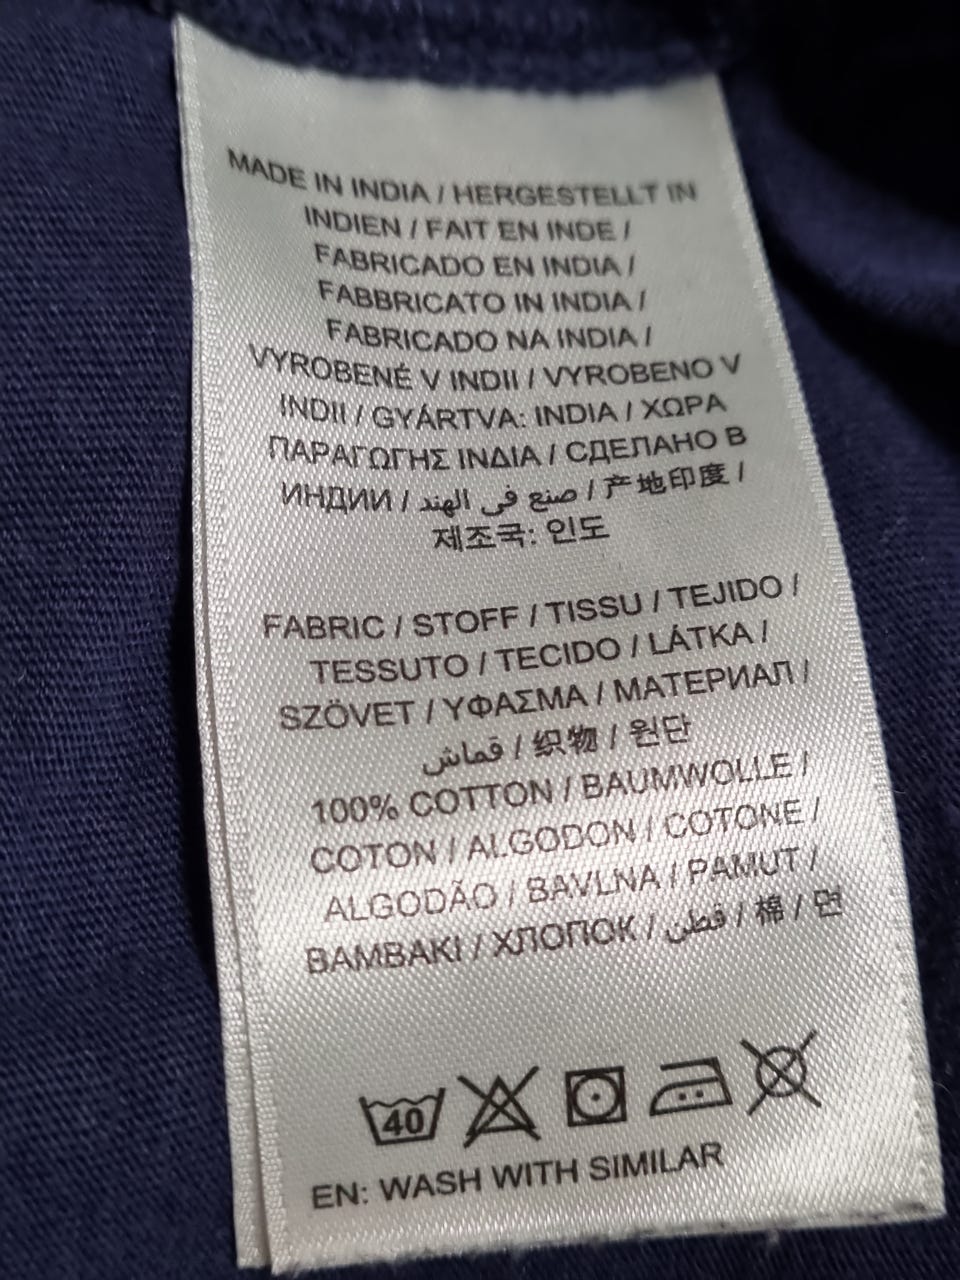 MADE IN INDIA / HERGESTELLT IN
INDIEN / FAIT EN INDE /
FABRICADO EN INDIA /
FABBRICATO IN INDIA /
FABRICADO NA INDIA /
VYROBENÉ V INDII / VYROBENO V
INDII / GYÁRTVA: INDIA / ΧΩΡΑ
ΠΑΡΑΓΩΓΗΣ ΙΝΔΙΑ / СДЕЛАНО В
ИНДИИ / صنع في الهند / 产地印度 /
제조국: 인도
FABRIC / STOFF / TISSU / TEJIDO /
TESSUTO / TECIDO / LÁTKA /
SZÖVET / ΥΦΑΣΜΑ / МАТЕРИАЛ /
قماش / 织物 / 원단
100% COTTON / BAUMWOLLE /
COTON / ALGODON / COTONE /
ALGODÃO / BAVLNA / PAMUT /
BAMBAKI / ХЛОПОК / قطن / 棉 / 면
40
EN: WASH WITH SIMILAR